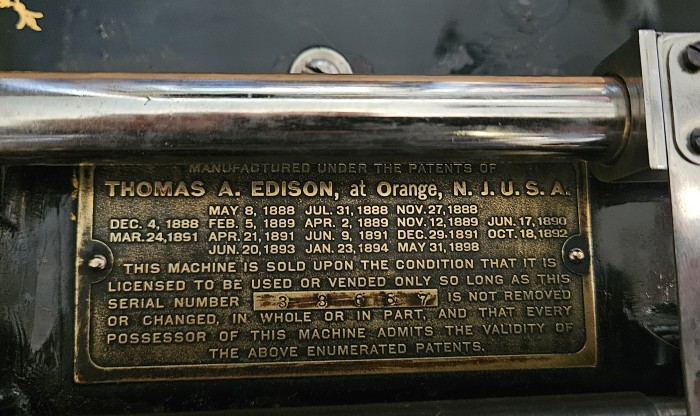 MANUFACTURED UNDER THE PATENTS OF
THOMAS A. EDISON, at Orange, N. J. U. S. A.
MAY 8, 1888 JUL. 31, 1888 NOV. 27, 1888
DEC. 4, 1888 FEB. 5, 1889 APR. 2, 1889 NOV. 12, 1889 JUN. 17, 1890
MAR. 24, 1891 APR. 21, 1891 JUN. 9, 1891 DEC. 29, 1891 OCT. 18, 1892
JUN. 20, 1893 JAN. 23, 1894 MAY 31, 1898
THIS MACHINE IS SOLD UPON THE CONDITION THAT IT IS
LICENSED TO BE USED OR VENDED ONLY SO LONG AS THIS
SERIAL NUMBER IS NOT REMOVED
OR CHANGED, IN WHOLE OR IN PART, AND THAT EVERY
POSSESSOR OF THIS MACHINE ADMITS THE VALIDITY OF
THE ABOVE ENUMERATED PATENTS.